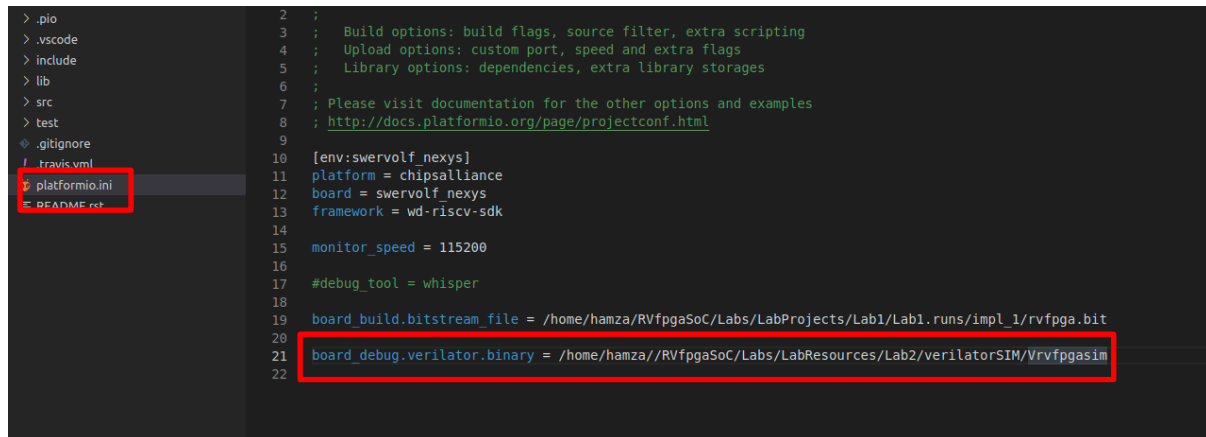 > .pio
> .vscode
> include
> lib
> src
> test
.gitignore
! .travis.yml
platformio.ini
README.rst
2 ;
3 ;   Build options: build flags, source filter, extra scripting
4 ;   Upload options: custom port, speed and extra flags
5 ;   Library options: dependencies, extra library storages
6 ;
7 ; Please visit documentation for the other options and examples
8 ; http://docs.platformio.org/page/projectconf.html
9
10 [env:swervolf_nexys]
11 platform = chipsalliance
12 board = swervolf_nexys
13 framework = wd-riscv-sdk
14
15 monitor_speed = 115200
16
17 #debug_tool = whisper
18
19 board_build.bitstream_file = /home/hamza/RVfpgaSoC/Labs/LabProjects/Lab1/Lab1.runs/impl_1/rvfpga.bit
20
21 board_debug.verilator.binary = /home/hamza//RVfpgaSoC/Labs/LabResources/Lab2/verilatorSIM/Vrvfpgasim
22